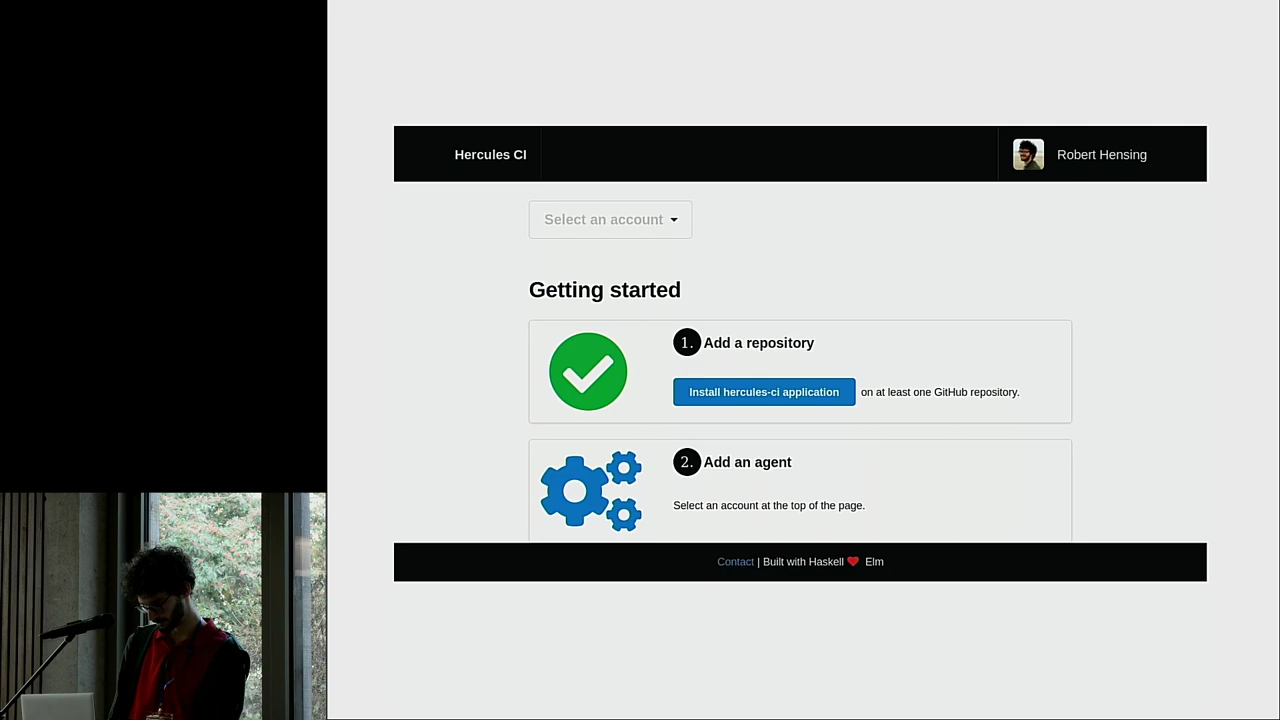 Hercules CI
Robert Hensing
Select an account
Getting started
1. Add a repository
Install hercules-ci application on at least one GitHub repository.
2. Add an agent
Select an account at the top of the page.
Contact | Built with Haskell ❤ Elm